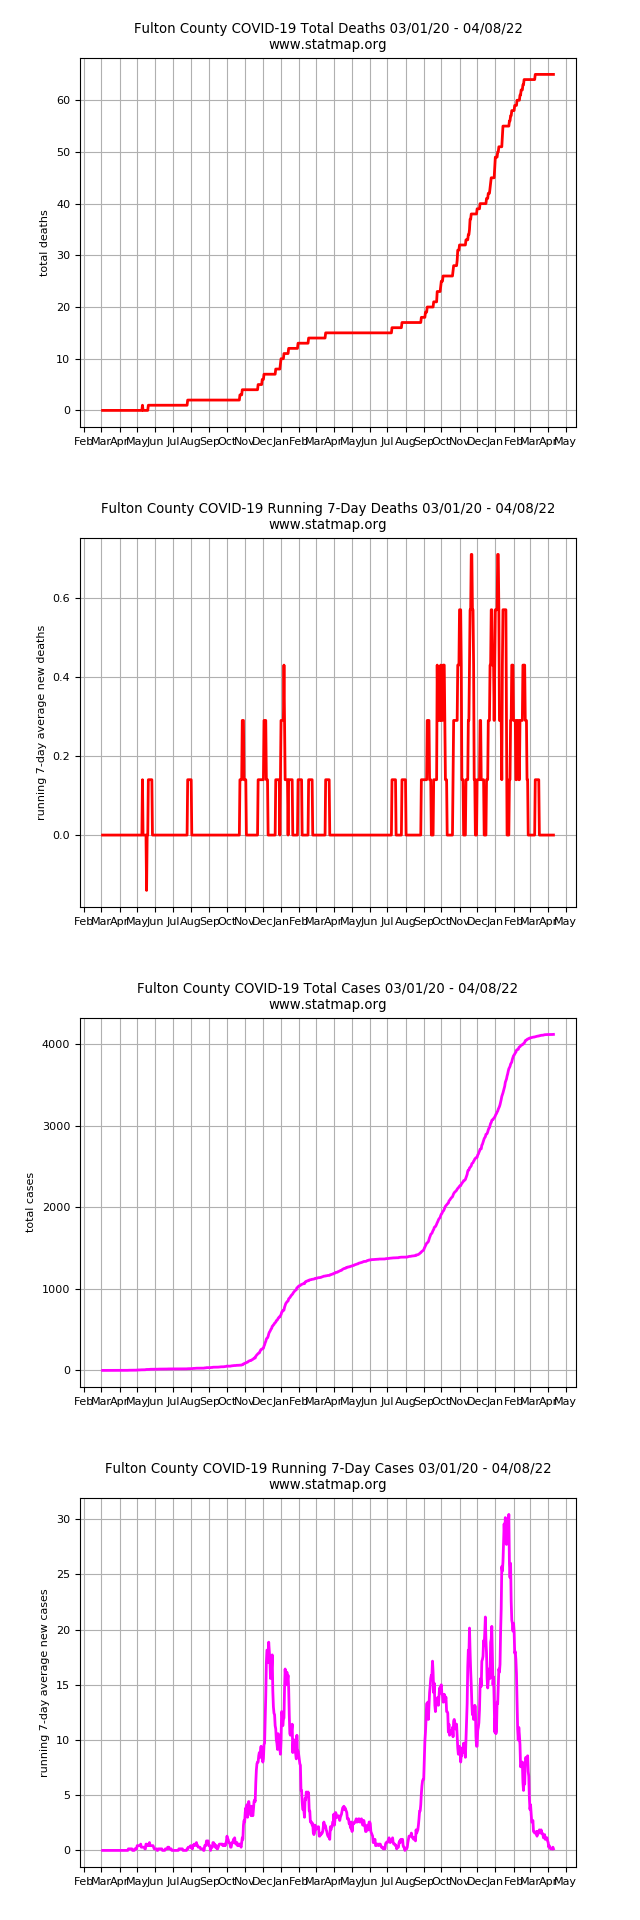 Fulton County COVID-19 Total Deaths 03/01/20 - 04/08/22
www.statmap.org
60
50
40
30
20
10
0
total deaths
Feb Mar Apr May Jun Jul Aug Sep Oct Nov Dec Jan Feb Mar Apr May Jun Jul Aug Sep Oct Nov Dec Jan Feb Mar Apr May
Fulton County COVID-19 Running 7-Day Deaths 03/01/20 - 04/08/22
www.statmap.org
0.6
0.4
0.2
0.0
running 7-day average new deaths
Feb Mar Apr May Jun Jul Aug Sep Oct Nov Dec Jan Feb Mar Apr May Jun Jul Aug Sep Oct Nov Dec Jan Feb Mar Apr May
Fulton County COVID-19 Total Cases 03/01/20 - 04/08/22
www.statmap.org
4000
3000
2000
1000
0
total cases
Feb Mar Apr May Jun Jul Aug Sep Oct Nov Dec Jan Feb Mar Apr May Jun Jul Aug Sep Oct Nov Dec Jan Feb Mar Apr May
Fulton County COVID-19 Running 7-Day Cases 03/01/20 - 04/08/22
www.statmap.org
30
25
20
15
10
5
0
running 7-day average new cases
Feb Mar Apr May Jun Jul Aug Sep Oct Nov Dec Jan Feb Mar Apr May Jun Jul Aug Sep Oct Nov Dec Jan Feb Mar Apr May